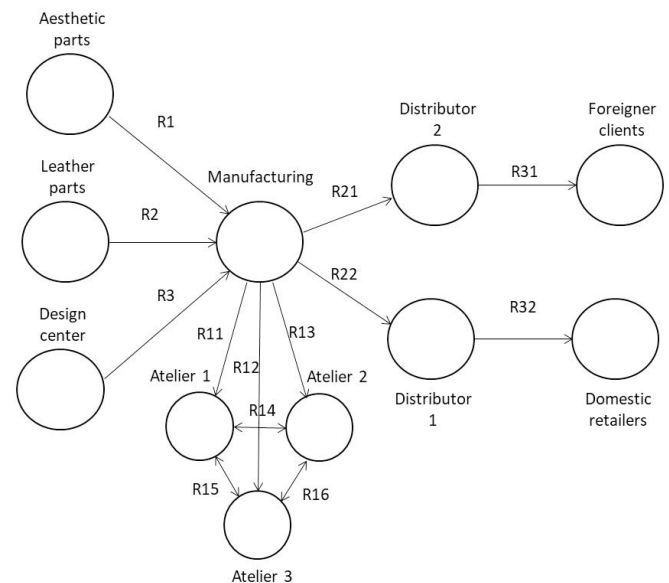 Aesthetic
parts
R1
Leather
parts
R2
Manufacturing
R3
Design
center
R21
Distributor
2
R31
Foreigner
clients
R22
Distributor
1
R32
Domestic
retailers
R11
R12
R13
Atelier 1
Atelier 2
R14
R15
R16
Atelier 3